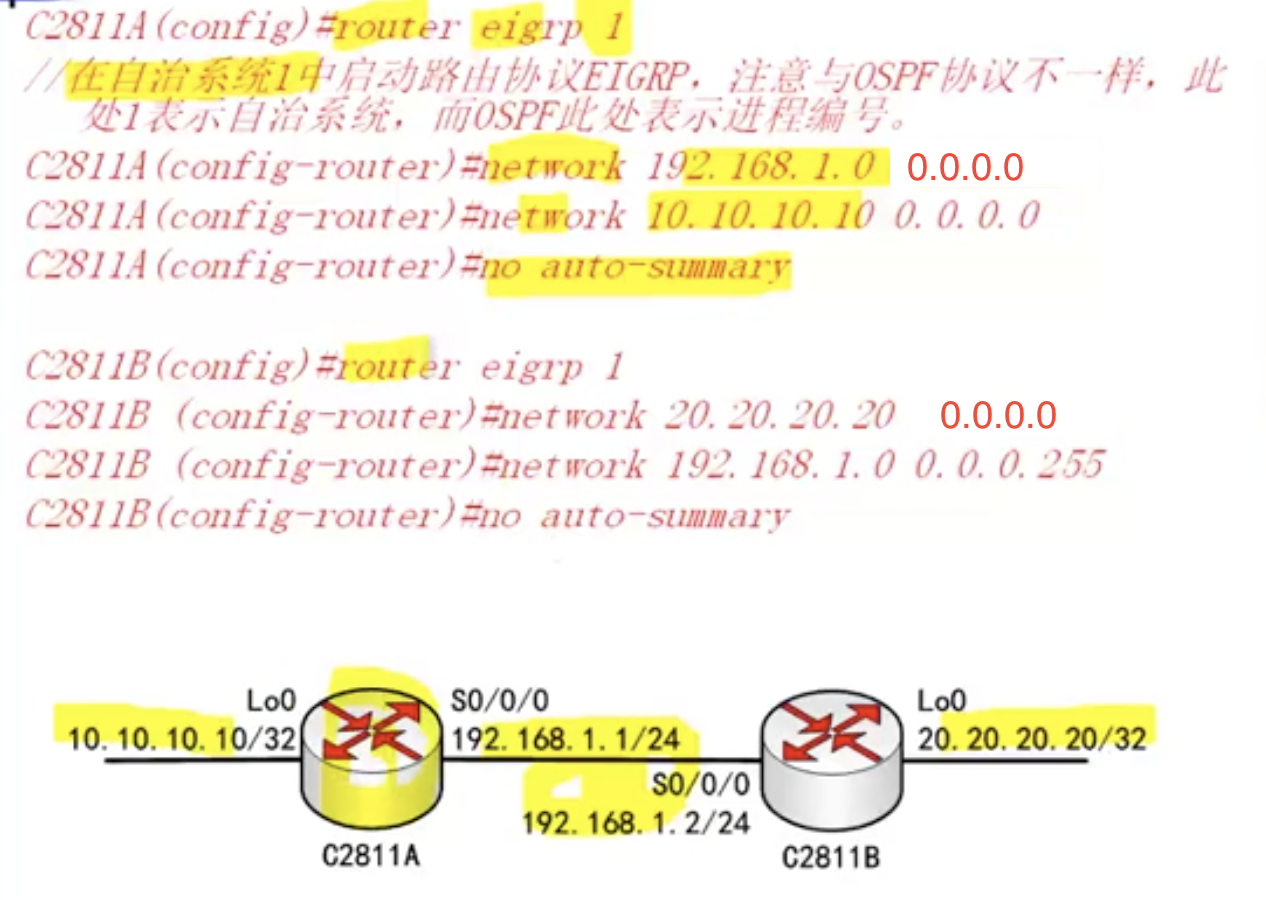 C2811A(config)#router eigrp 1
//在自治系统1中启动路由协议EIGRP，注意与OSPF协议不一样，此
处1表示自治系统，而OSPF此处表示进程编号。
C2811A(config-router)#network 192.168.1.0 0.0.0.0
C2811A(config-router)#network 10.10.10.10 0.0.0.0
C2811A(config-router)#no auto-summary
C2811B(config)#router eigrp 1
C2811B (config-router)#network 20.20.20.20 0.0.0.0
C2811B (config-router)#network 192.168.1.0 0.0.0.255
C2811B(config-router)#no auto-summary
Lo0 S0/0/0 Lo0
10.10.10.10/32 192.168.1.1/24 20.20.20.20/32
S0/0/0
192.168.1.2/24
C2811A C2811B